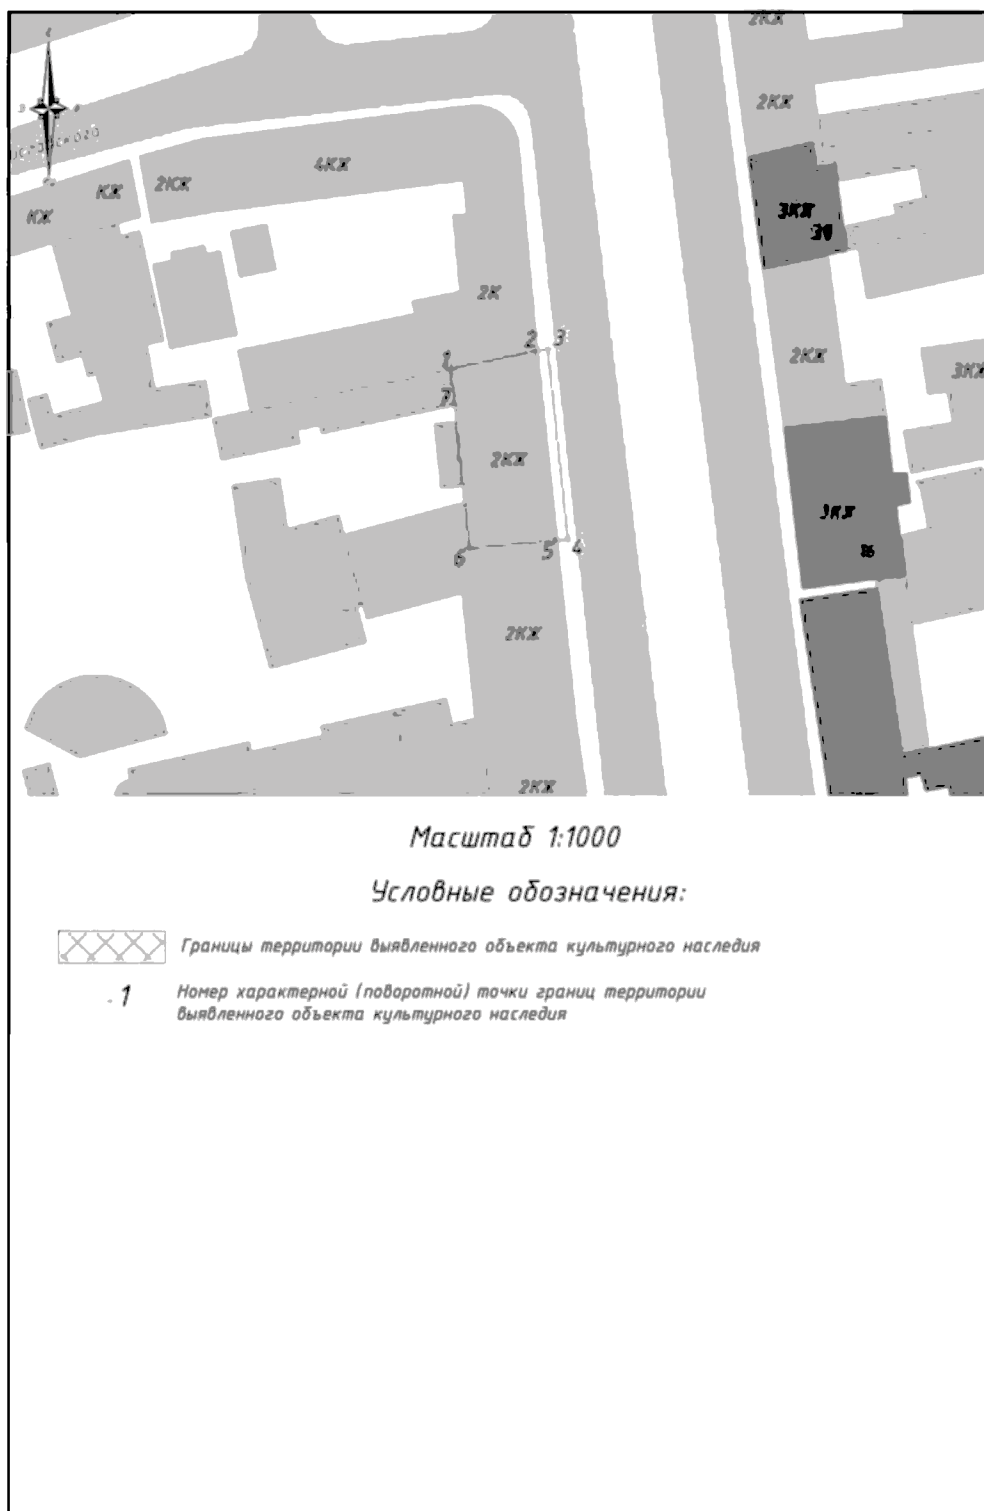 2КЖ
2КЖ
4КЖ
2КЖ
КЖ
КЖ
3КЖ
2К
2КЖ
3КЖ
1
2
3
7
2КЖ
3КЖ
6
5
4
2КЖ
2КЖ
Масштаб 1:1000
Условные обозначения:
Границы территории выявленного объекта культурного наследия
1
Номер характерной (поворотной) точки границ территории
выявленного объекта культурного наследия